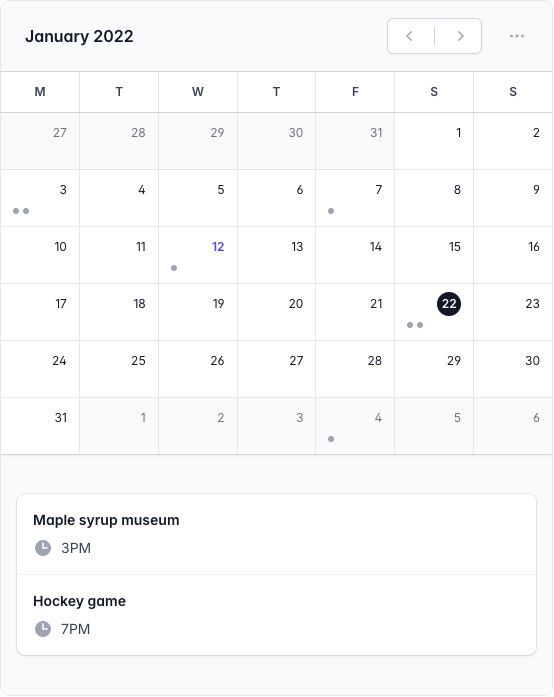 January 2022
M T W T F S S
27 28 29 30 31 1 2
3 4 5 6 7 8 9
10 11 12 13 14 15 16
17 18 19 20 21 22 23
24 25 26 27 28 29 30
31 1 2 3 4 5 6
Maple syrup museum
3PM
Hockey game
7PM